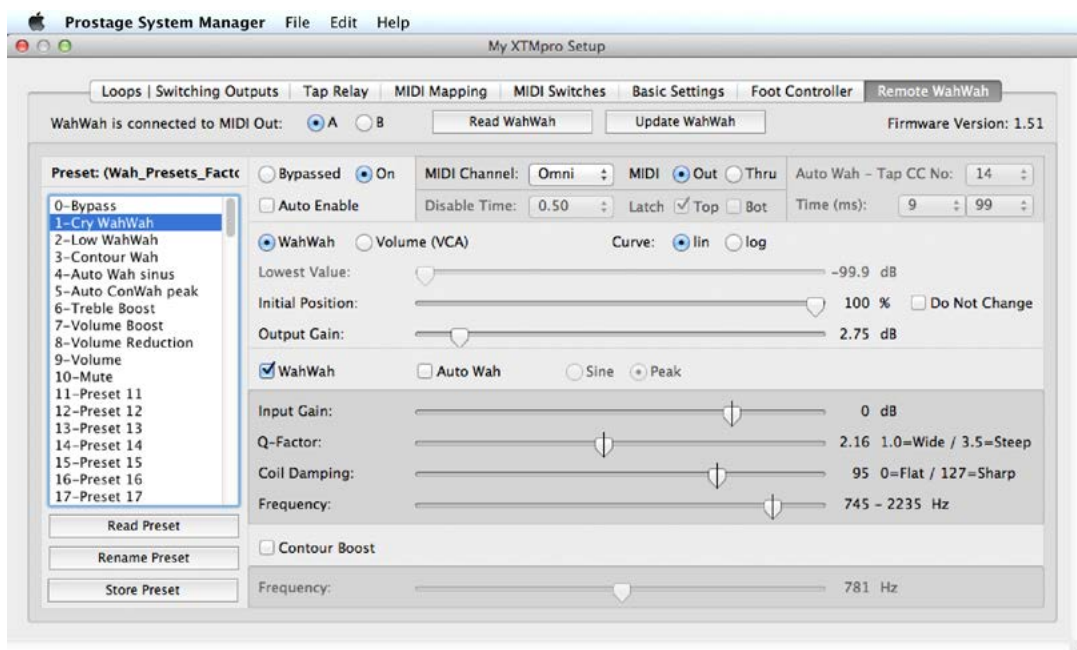 Prostage System Manager File Edit Help
My XTMpro Setup
Loops | Switching Outputs Tap Relay MIDI Mapping MIDI Switches Basic Settings Foot Controller Remote WahWah
WahWah is connected to MIDI Out: A B Read WahWah Update WahWah Firmware Version: 1.51
Preset: (Wah_Presets_Facto Bypassed On MIDI Channel: Omni MIDI Out Thru Auto Wah – Tap CC No: 14
Auto Enable Disable Time: 0.50 Latch Top Bot Time (ms): 9 99
0–Bypass
1–Cry WahWah
2–Low WahWah
3–Contour Wah
4–Auto Wah sinus
5–Auto ConWah peak
6–Treble Boost
7–Volume Boost
8–Volume Reduction
9–Volume
10–Mute
11–Preset 11
12–Preset 12
13–Preset 13
14–Preset 14
15–Preset 15
16–Preset 16
17–Preset 17
Read Preset
Rename Preset
Store Preset
WahWah Volume (VCA) Curve: lin log
Lowest Value: –99.9 dB
Initial Position: 100 % Do Not Change
Output Gain: 2.75 dB
WahWah Auto Wah Sine Peak
Input Gain: 0 dB
Q–Factor: 2.16 1.0=Wide / 3.5=Steep
Coil Damping: 95 0=Flat / 127=Sharp
Frequency: 745 – 2235 Hz
Contour Boost
Frequency: 781 Hz